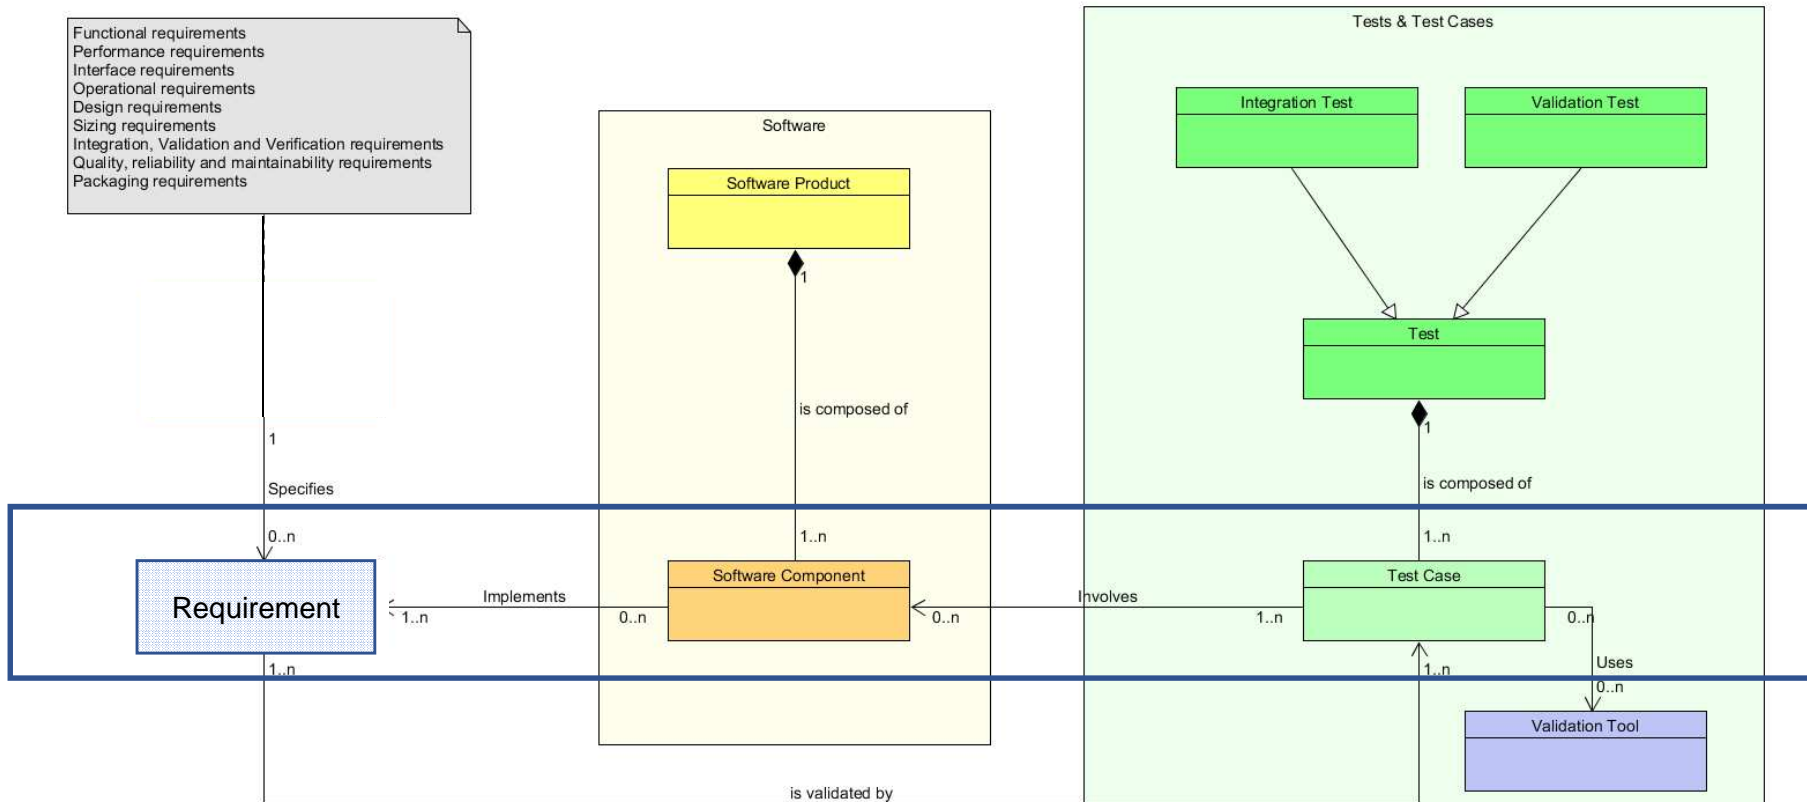 Functional requirements
Performance requirements
Interface requirements
Operational requirements
Design requirements
Sizing requirements
Integration, Validation and Verification requirements
Quality, reliability and maintainability requirements
Packaging requirements
1
Specifies
0..n
Requirement
1..n
Implements
1..n
0..n
Software
Software Product
1
is composed of
1..n
Software Component
0..n
Involves
1..n
Tests & Test Cases
Integration Test
Validation Test
Test
1
is composed of
1..n
Test Case
0..n
Uses
0..n
1..n
Validation Tool
is validated by